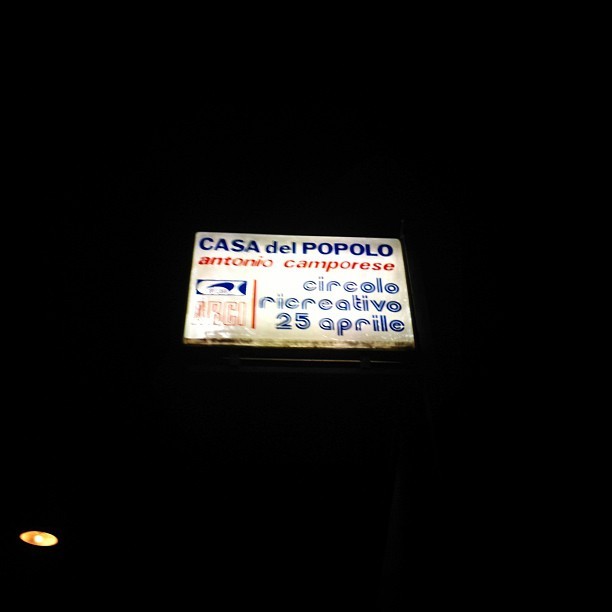 CASA del POPOLO
antonio camporese
ARCI
circolo
ricreativo
25 aprile